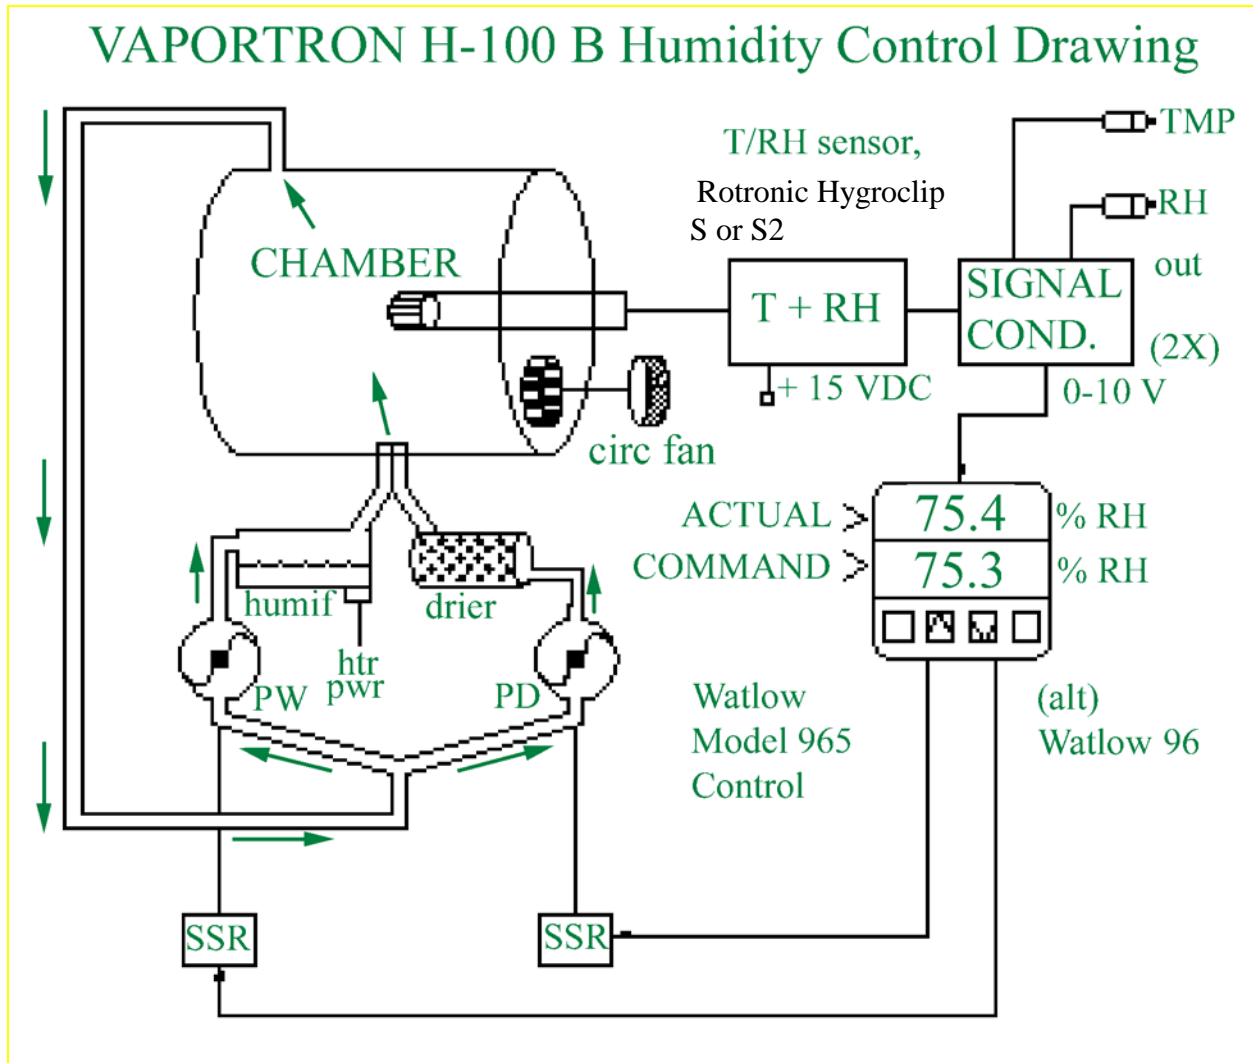 VAPORTRON H-100 B Humidity Control Drawing
TMP
T/RH sensor,
Rotronic Hygroclip
S or S2
RH
out
CHAMBER
T + RH
SIGNAL
COND.
(2X)
+ 15 VDC
0-10 V
circ fan
ACTUAL > 75.4 % RH
COMMAND > 75.3 % RH
humif
drier
htr
pwr
PW
PD
Watlow
Model 965
Control
(alt)
Watlow 96
SSR
SSR